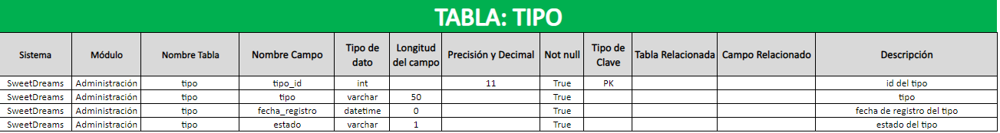 TABLA: TIPO
Sistema Módulo Nombre Tabla Nombre Campo Tipo de dato Longitud del campo Precisión y Decimal Not null Tipo de Clave Tabla Relacionada Campo Relacionado Descripción
SweetDreams Administración tipo tipo_id int 11 True PK id del tipo
SweetDreams Administración tipo tipo varchar 50 True tipo
SweetDreams Administración tipo fecha_registro datetime 0 True fecha de registro del tipo
SweetDreams Administración tipo estado varchar 1 True estado del tipo